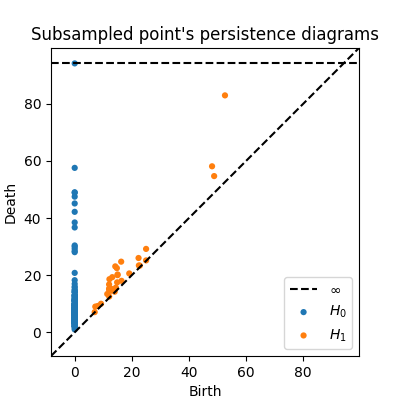 Subsampled point's persistence diagrams
Death
80
60
40
20
0
0 20 40 60 80
Birth
∞
H₀
H₁